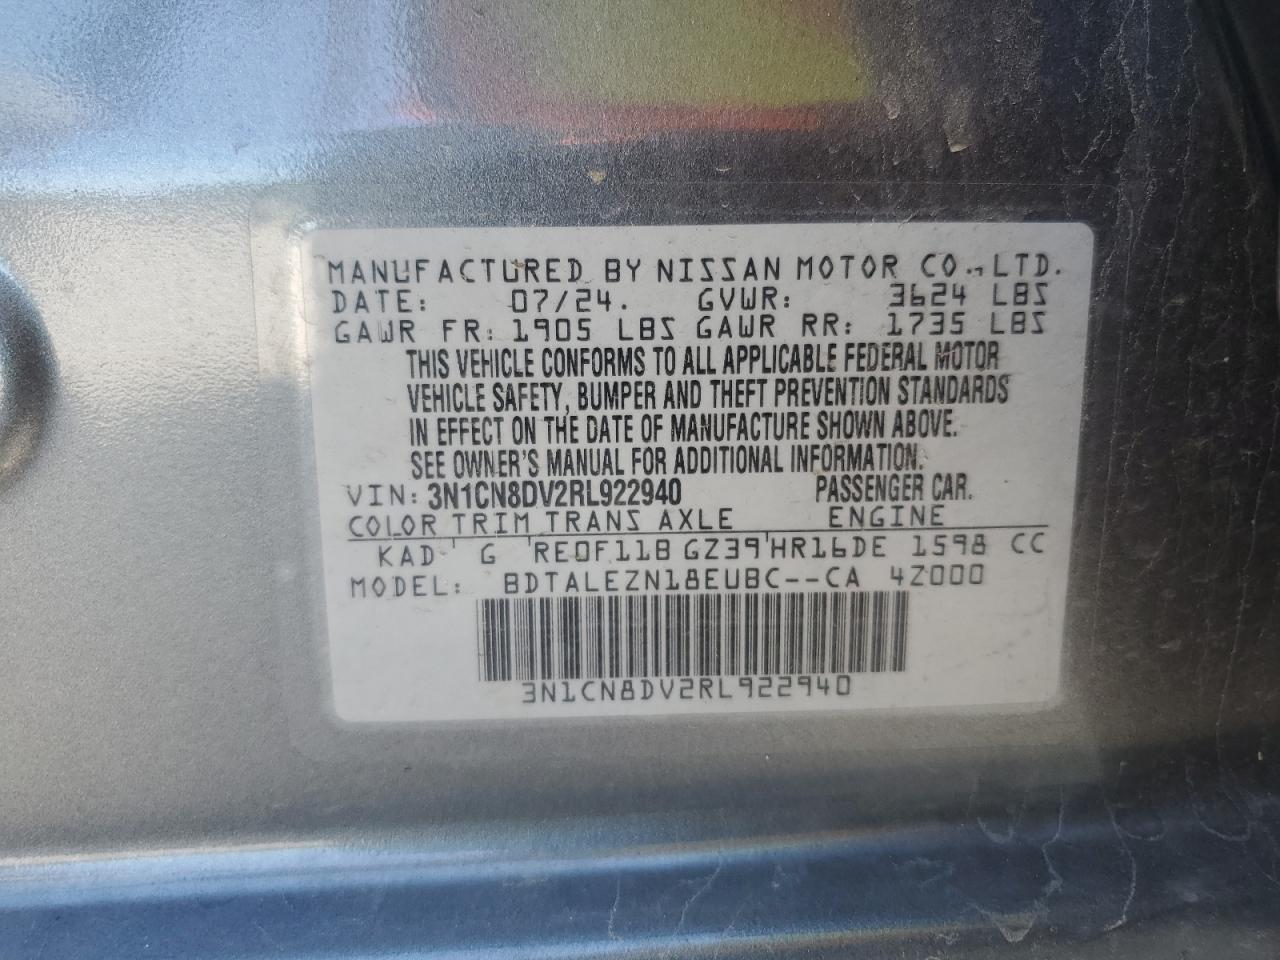 MANUFACTURED BY NISSAN MOTOR CO., LTD.
DATE: 07/24. GVWR: 3624 LBS
GAWR FR: 1905 LBS GAWR RR: 1735 LBS
THIS VEHICLE CONFORMS TO ALL APPLICABLE FEDERAL MOTOR
VEHICLE SAFETY, BUMPER AND THEFT PREVENTION STANDARDS
IN EFFECT ON THE DATE OF MANUFACTURE SHOWN ABOVE.
SEE OWNER'S MANUAL FOR ADDITIONAL INFORMATION.
VIN: 3N1CN8DV2RL922940 PASSENGER CAR.
COLOR TRIM TRANS AXLE ENGINE
KAD G RE0F11B GZ39 HR16DE 1598 CC
MODEL: BDTALEZN18EUBC--CA 4Z000
3N1CN8DV2RL922940